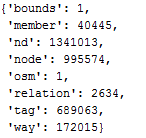 {'bounds': 1,
'member': 40445,
'nd': 1341013,
'node': 995574,
'osm': 1,
'relation': 2634,
'tag': 689063,
'way': 172015}